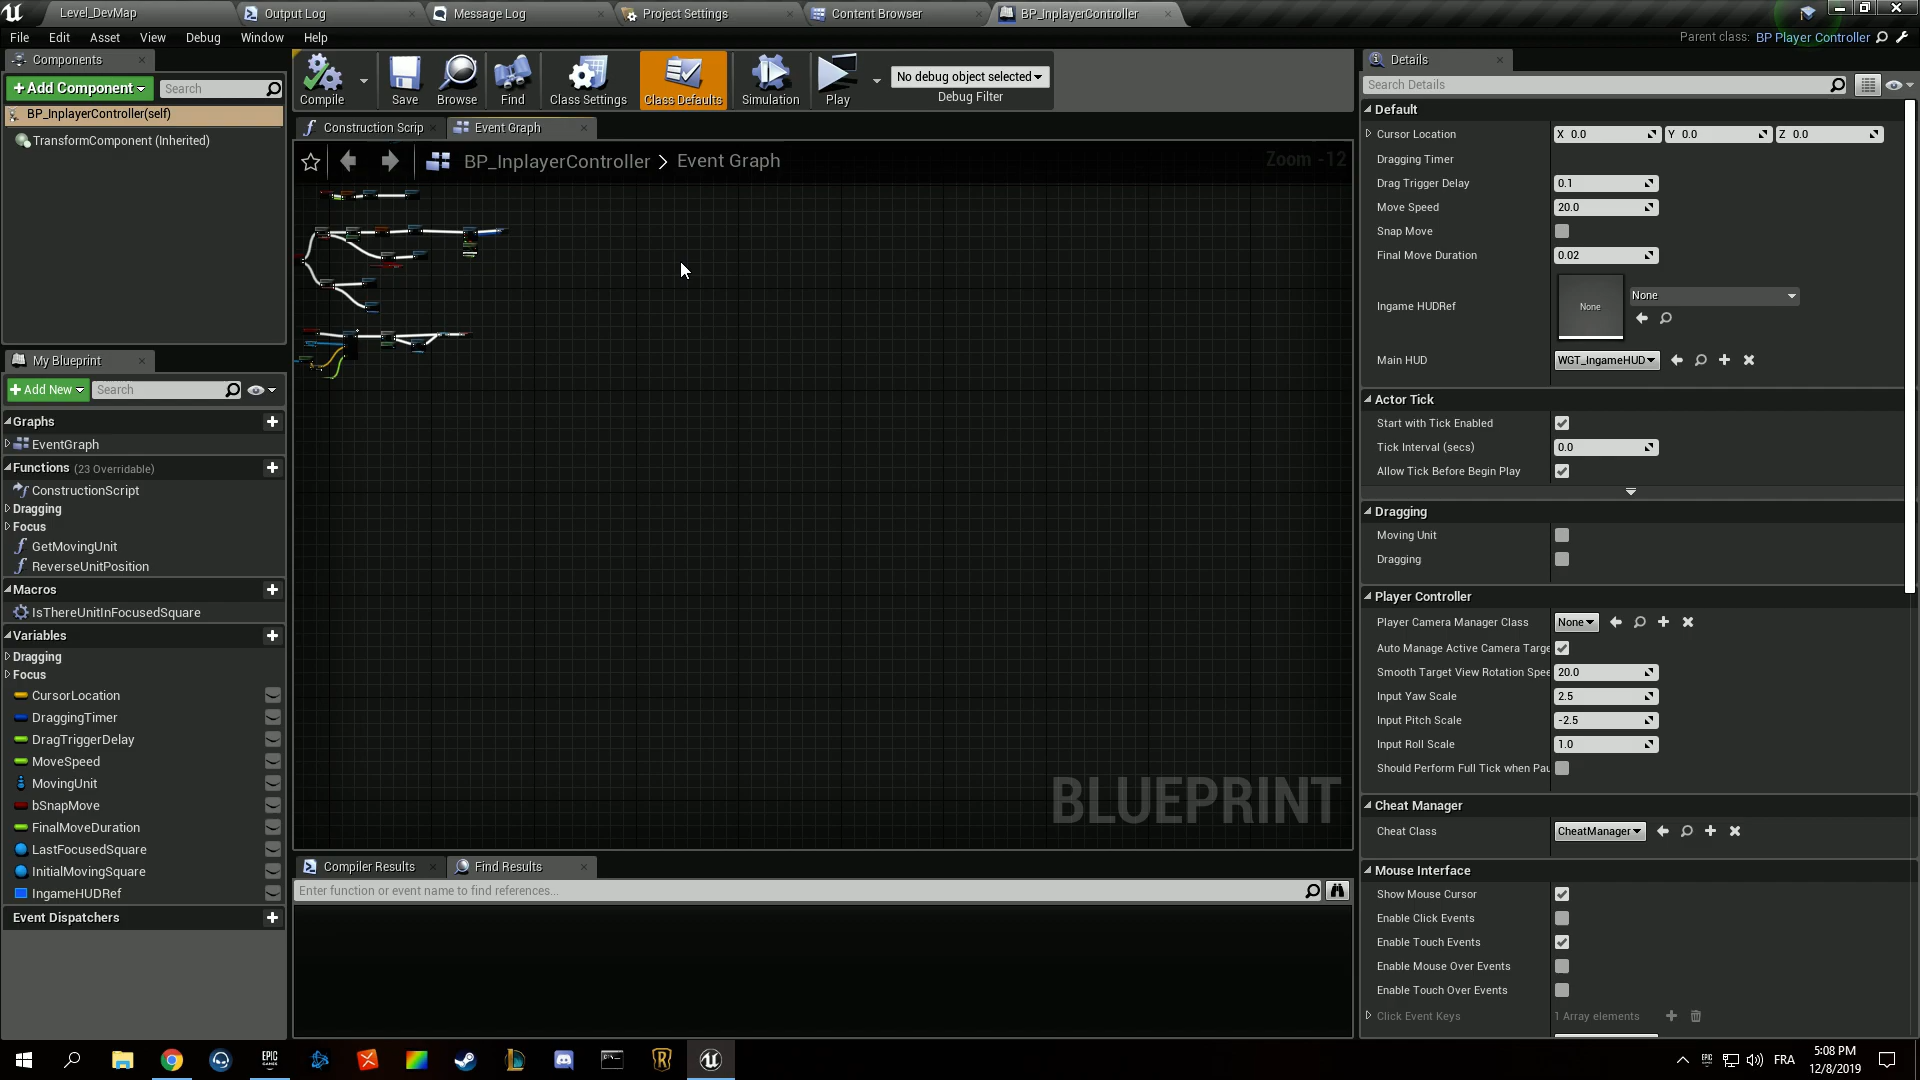 Level_DevMap
Output Log
Message Log
Project Settings
Content Browser
BP_InplayerController
File Edit Asset View Debug Window Help
Parent class: BP Player Controller
Components
+Add Component
Search
BP_InplayerController(self)
TransformComponent (Inherited)
Compile
Save
Browse
Find
Class Settings
Class Defaults
Simulation
Play
No debug object selected
Debug Filter
Construction Scrip
Event Graph
BP_InplayerController > Event Graph
Zoom -12
BLUEPRINT
My Blueprint
+Add New
Search
Graphs
EventGraph
Functions (23 Overridable)
ConstructionScript
Dragging
Focus
GetMovingUnit
ReverseUnitPosition
Macros
IsThereUnitInFocusedSquare
Variables
Dragging
Focus
CursorLocation
DraggingTimer
DragTriggerDelay
MoveSpeed
MovingUnit
bSnapMove
FinalMoveDuration
LastFocusedSquare
InitialMovingSquare
IngameHUDRef
Event Dispatchers
Compiler Results
Find Results
Enter function or event name to find references...
Details
Search Details
Default
Cursor Location X 0.0 Y 0.0 Z 0.0
Dragging Timer
Drag Trigger Delay 0.1
Move Speed 20.0
Snap Move
Final Move Duration 0.02
Ingame HUDRef None None
Main HUD WGT_IngameHUD
Actor Tick
Start with Tick Enabled
Tick Interval (secs) 0.0
Allow Tick Before Begin Play
Dragging
Moving Unit
Dragging
Player Controller
Player Camera Manager Class None
Auto Manage Active Camera Targe
Smooth Target View Rotation Spee 20.0
Input Yaw Scale 2.5
Input Pitch Scale -2.5
Input Roll Scale 1.0
Should Perform Full Tick when Pau
Cheat Manager
Cheat Class CheatManager
Mouse Interface
Show Mouse Cursor
Enable Click Events
Enable Touch Events
Enable Mouse Over Events
Enable Touch Over Events
Click Event Keys 1 Array elements
EPIC
GAMES
FRA
5:08 PM
12/8/2019